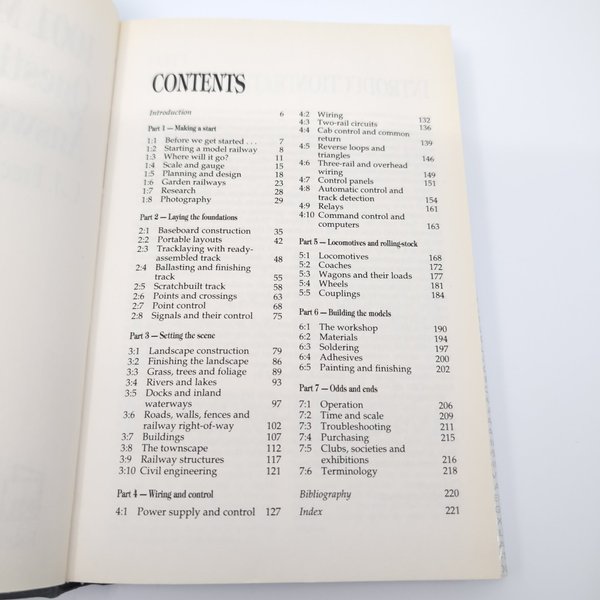 CONTENTS
Introduction 6
Part 1 — Making a start
1:1 Before we get started . . . 7
1:2 Starting a model railway 8
1:3 Where will it go? 11
1:4 Scale and gauge 15
1:5 Planning and design 18
1:6 Garden railways 23
1:7 Research 28
1:8 Photography 29
Part 2 — Laying the foundations
2:1 Baseboard construction 35
2:2 Portable layouts 42
2:3 Tracklaying with ready-
assembled track 48
2:4 Ballasting and finishing
track 55
2:5 Scratchbuilt track 58
2:6 Points and crossings 63
2:7 Point control 68
2:8 Signals and their control 75
Part 3 — Setting the scene
3:1 Landscape construction 79
3:2 Finishing the landscape 86
3:3 Grass, trees and foliage 89
3:4 Rivers and lakes 93
3:5 Docks and inland
waterways 97
3:6 Roads, walls, fences and
railway right-of-way 102
3:7 Buildings 107
3:8 The townscape 112
3:9 Railway structures 117
3:10 Civil engineering 121
Part 4 — Wiring and control
4:1 Power supply and control 127
4:2 Wiring 132
4:3 Two-rail circuits 136
4:4 Cab control and common
return 139
4:5 Reverse loops and
triangles 146
4:6 Three-rail and overhead
wiring 149
4:7 Control panels 151
4:8 Automatic control and
track detection 154
4:9 Relays 161
4:10 Command control and
computers 163
Part 5 — Locomotives and rolling-stock
5:1 Locomotives 168
5:2 Coaches 172
5:3 Wagons and their loads 177
5:4 Wheels 181
5:5 Couplings 184
Part 6 — Building the models
6:1 The workshop 190
6:2 Materials 194
6:3 Soldering 197
6:4 Adhesives 200
6:5 Painting and finishing 202
Part 7 — Odds and ends
7:1 Operation 206
7:2 Time and scale 209
7:3 Troubleshooting 211
7:4 Purchasing 215
7:5 Clubs, societies and
exhibitions 216
7:6 Terminology 218
Bibliography 220
Index 221